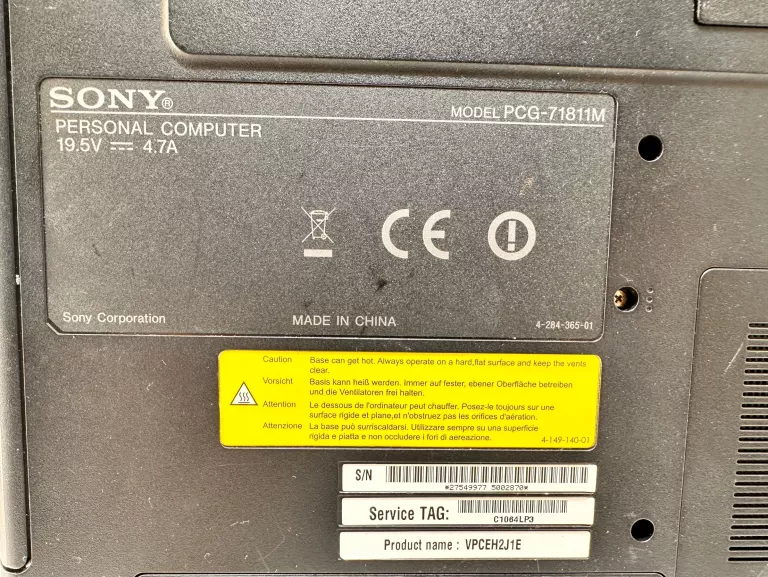 SONY®
MODEL PCG-71811M
PERSONAL COMPUTER
19.5V ⎓ 4.7A
CE
Sony Corporation
MADE IN CHINA
4-284-365-01
Caution Base can get hot. Always operate on a hard,flat surface and keep the vents
clear.
Vorsicht Basis kann heiß werden. immer auf fester, ebener Oberfläche betreiben
und die Ventilatoren frei halten.
Attention Le dessous de l'ordinateur peut chauffer. Posez-le toujours sur une
surface rigide et plane,et n'obstruez pas les orifices d'aération.
Attenzione La base può surriscaldarsi. Utilizzare sempre su una superficie
rigida e piatta e non occludere i fori di aereazione.
4-149-140-01
S/N
*27549977 5002870*
Service TAG:
C1064LP3
Product name : VPCEH2J1E